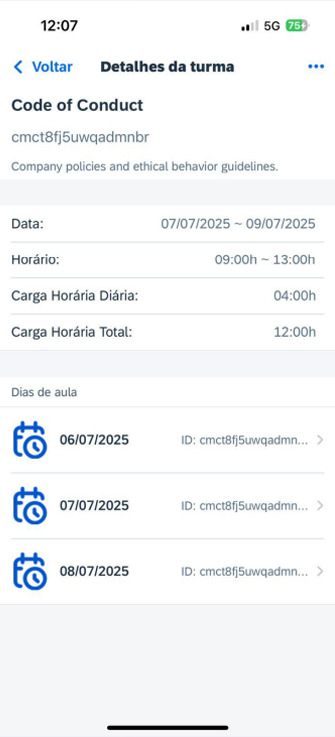 12:07 5G 75
Voltar Detalhes da turma
Code of Conduct
cmct8fj5uwqadmnbr
Company policies and ethical behavior guidelines.
Data: 07/07/2025 ~ 09/07/2025
Horário: 09:00h ~ 13:00h
Carga Horária Diária: 04:00h
Carga Horária Total: 12:00h
Dias de aula
06/07/2025 ID: cmct8fj5uwqadmn...
07/07/2025 ID: cmct8fj5uwqadmn...
08/07/2025 ID: cmct8fj5uwqadmn...